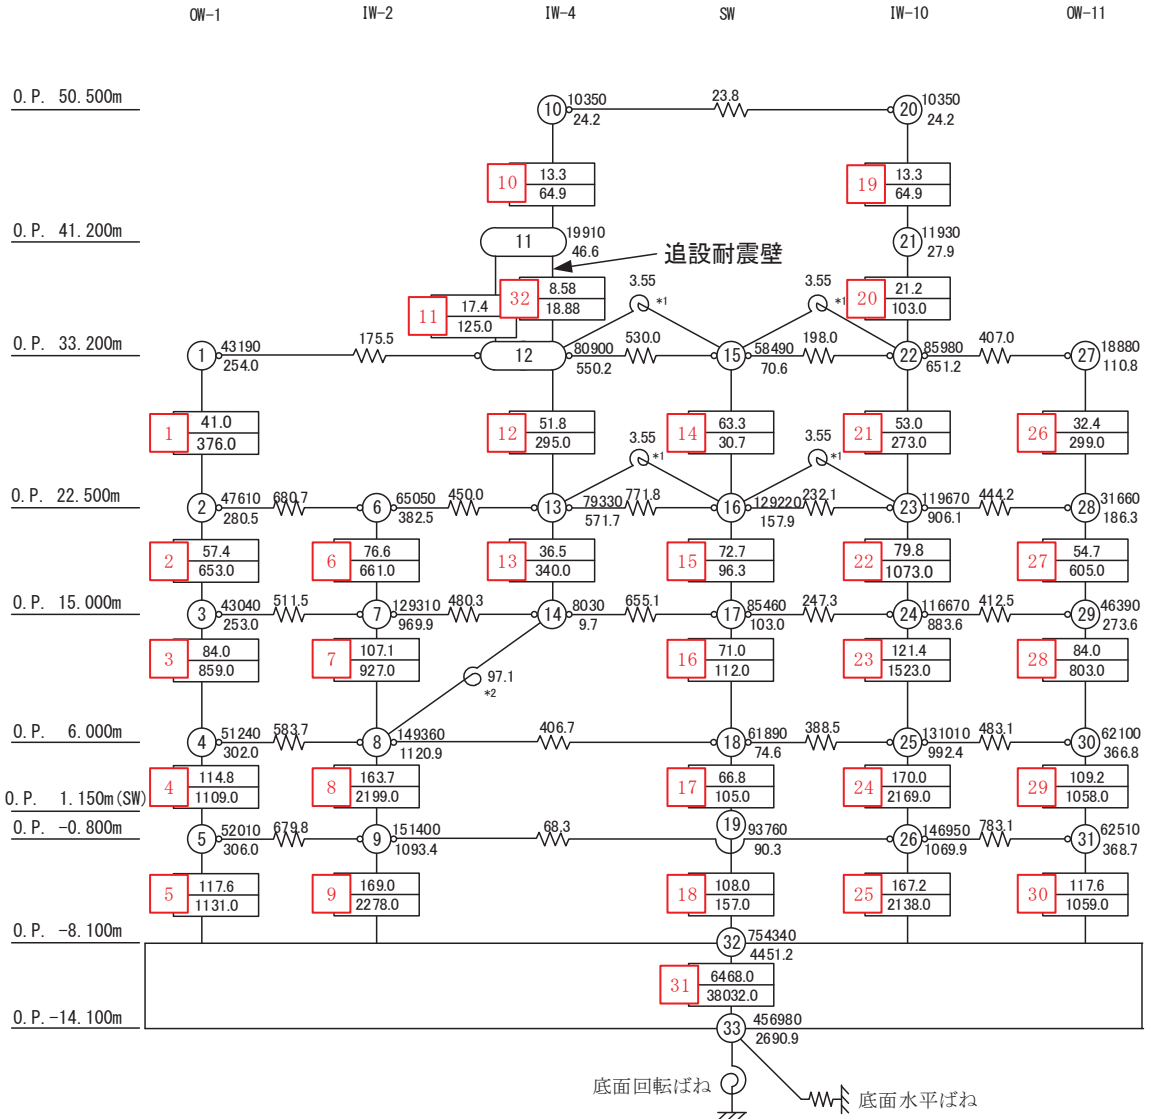 OW-1 IW-2 IW-4 SW IW-10 OW-11
O.P. 50.500m 10 10350 23.8 20 10350
24.2 24.2
10 13.3 19 13.3
64.9 64.9
O.P. 41.200m 11 19910 21 11930
46.6 27.9
追設耐震壁
32 8.58 3.55 3.55 20 21.2
11 17.4 18.88 *1 *1 103.0
125.0
O.P. 33.200m 1 43190 175.5 12 80900 530.0 15 58490 198.0 22 85980 407.0 27 18880
254.0 550.2 70.6 651.2 110.8
1 41.0 12 51.8 14 63.3 21 53.0 26 32.4
376.0 295.0 30.7 273.0 299.0
3.55 3.55
*1 *1
O.P. 22.500m 2 47610 680.7 6 65050 450.0 13 79330 771.8 16 129220 232.1 23 119670 444.2 28 31660
280.5 382.5 571.7 157.9 906.1 186.3
2 57.4 6 76.6 13 36.5 15 72.7 22 79.8 27 54.7
653.0 661.0 340.0 96.3 1073.0 605.0
O.P. 15.000m 3 43040 511.5 7 129310 480.3 14 8030 655.1 17 85460 247.3 24 116670 412.5 29 46390
253.0 969.9 9.7 103.0 883.6 273.6
3 84.0 7 107.1 16 71.0 23 121.4 28 84.0
859.0 927.0 112.0 1523.0 803.0
97.1
*2
O.P. 6.000m 4 51240 583.7 8 149360 406.7 18 61890 388.5 25 131010 483.1 30 62100
302.0 1120.9 74.6 992.4 366.8
4 114.8 8 163.7 17 66.8 24 170.0 29 109.2
1109.0 2199.0 105.0 2169.0 1058.0
O.P. 1.150m(SW)
O.P. -0.800m 5 52010 679.8 9 151400 68.3 19 93760 26 146950 783.1 31 62510
306.0 1093.4 90.3 1069.9 368.7
5 117.6 9 169.0 18 108.0 25 167.2 30 117.6
1131.0 2278.0 157.0 2138.0 1059.0
O.P. -8.100m 32 754340
4451.2
31 6468.0
38032.0
O.P.-14.100m 33 456980
2690.9
底面回転ばね 底面水平ばね